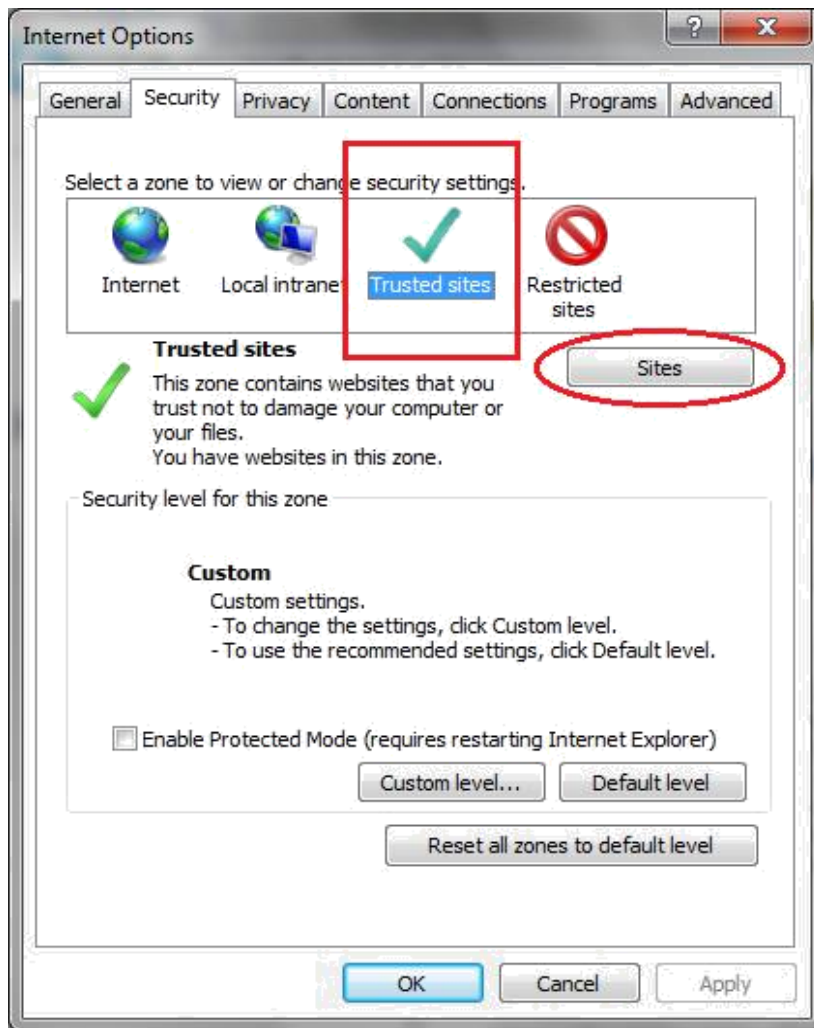 Internet Options
?
X
General Security Privacy Content Connections Programs Advanced
Select a zone to view or change security settings.
Internet Local intranet Trusted sites Restricted
sites
Trusted sites
Sites
This zone contains websites that you
trust not to damage your computer or
your files.
You have websites in this zone.
Security level for this zone
Custom
Custom settings.
- To change the settings, click Custom level.
- To use the recommended settings, click Default level.
Enable Protected Mode (requires restarting Internet Explorer)
Custom level... Default level
Reset all zones to default level
OK Cancel Apply